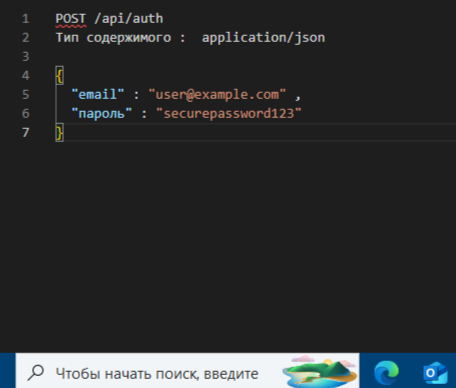 1 POST /api/auth
2 Тип содержимого :  application/json
3
4 {
5   "email" : "user@example.com" ,
6   "пароль" : "securepassword123"
7 }
Чтобы начать поиск, введите